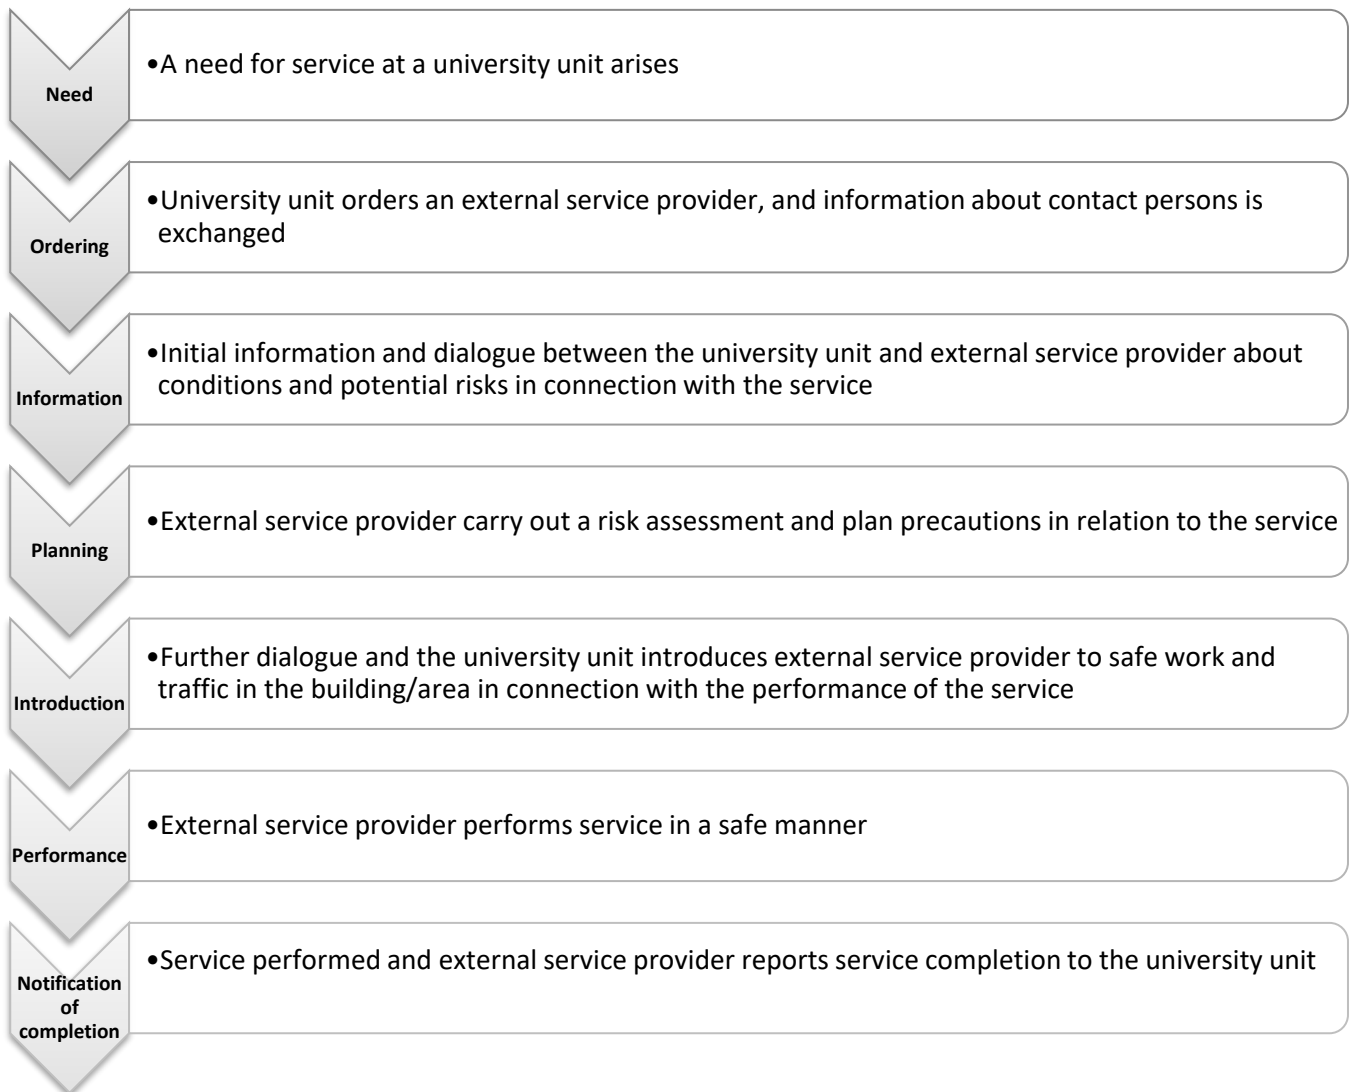 Need
•A need for service at a university unit arises
Ordering
•University unit orders an external service provider, and information about contact persons is
exchanged
Information
•Initial information and dialogue between the university unit and external service provider about
conditions and potential risks in connection with the service
Planning
•External service provider carry out a risk assessment and plan precautions in relation to the service
Introduction
•Further dialogue and the university unit introduces external service provider to safe work and
traffic in the building/area in connection with the performance of the service
Performance
•External service provider performs service in a safe manner
Notification
of
completion
•Service performed and external service provider reports service completion to the university unit